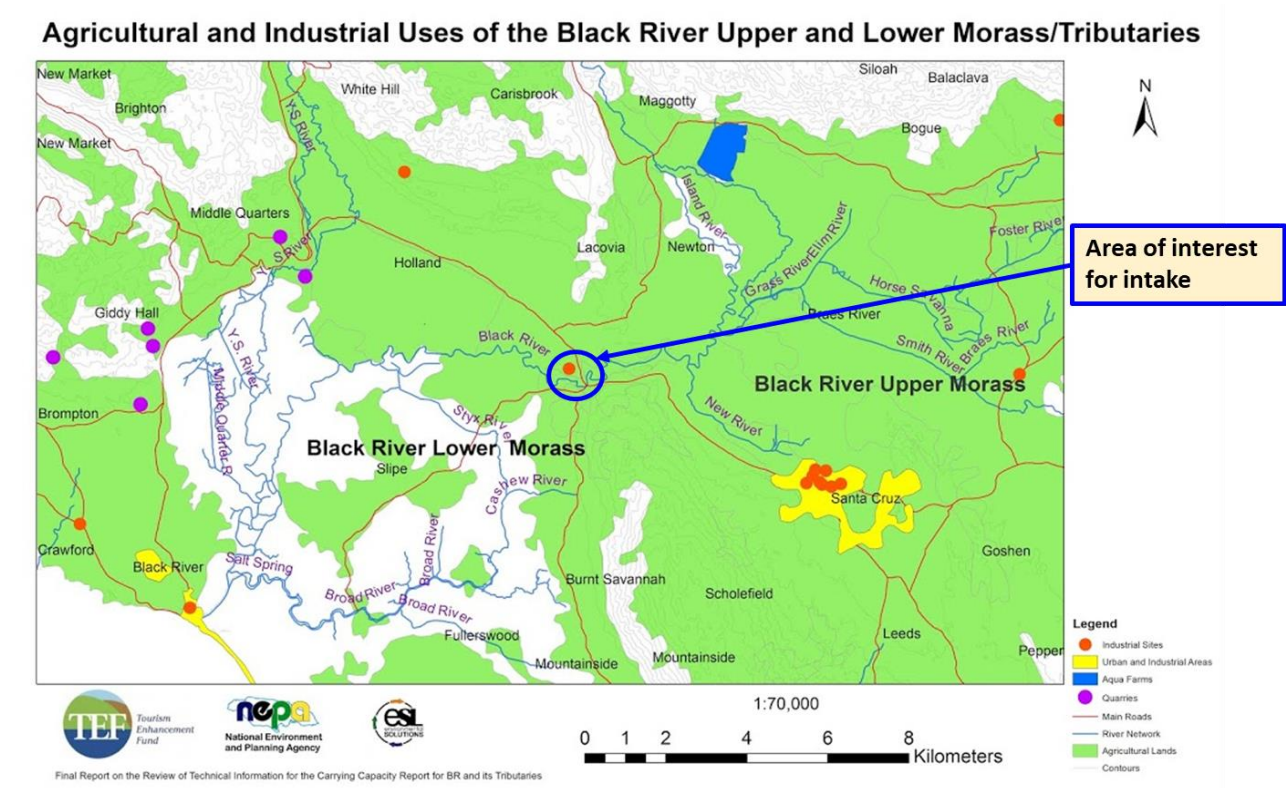 Agricultural and Industrial Uses of the Black River Upper and Lower Morass/Tributaries
New Market
Brighton
New Market
White Hill
Carisbrook
Siloah
Balaclava
Maggotty
Bogue
N
Y.S River
Middle Quarters
Y S River
Holland
Lacovia
Island River
Newton
Grass River
Elim River
Foster River
Area of interest
for intake
Horse Savanna
Braes River
Braes River
Smith River
Giddy Hall
Y.S. River
Middle Quarter R
Black River
Black River Upper Morass
Brompton
Styx River
New River
Black River Lower Morass
Slipe
Cashew River
Santa Cruz
Crawford
Black River
Salt Spring
Broad River
Broad River
Broad River
Burnt Savannah
Goshen
Scholefield
Fullerswood
Mountainside
Mountainside
Leeds
Pepper
Legend
Industrial Sites
Urban and Industrial Areas
Aqua Farms
Quarries
Main Roads
River Network
Agricultural Lands
Contours
TEF
Tourism
Enhancement
Fund
nepa
National Environment
and Planning Agency
esl
SOLUTIONS
1:70,000
0 1 2 4 6 8
Kilometers
Final Report on the Review of Technical Information for the Carrying Capacity Report for BR and its Tributaries